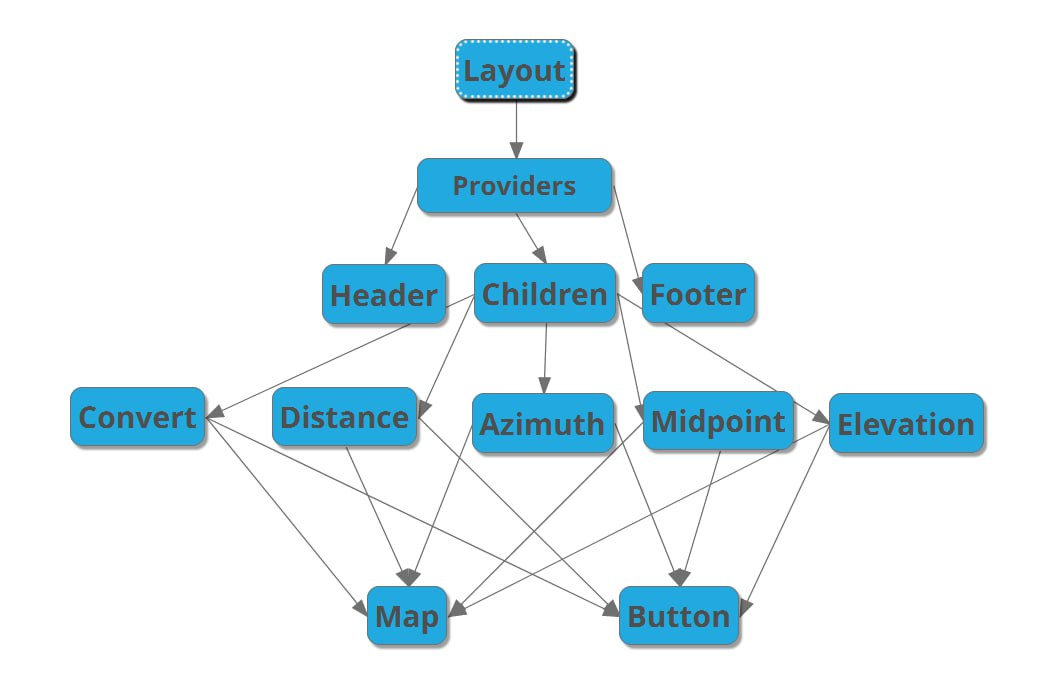 Layout
Providers
Header
Children
Footer
Convert
Distance
Azimuth
Midpoint
Elevation
Map
Button